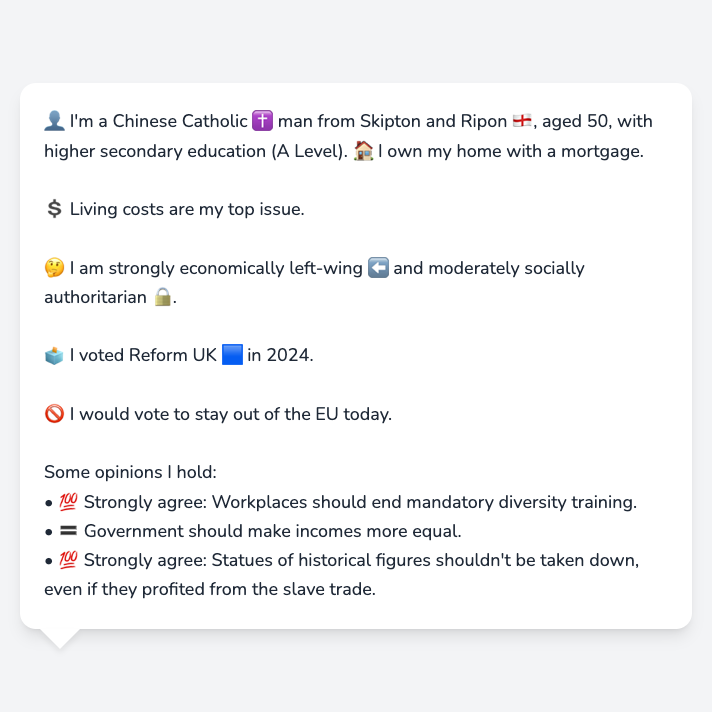 👤 I'm a Chinese Catholic ✝️ man from Skipton and Ripon 🏴󠁧󠁢󠁥󠁮󠁧󠁿, aged 50, with
higher secondary education (A Level). 🏠 I own my home with a mortgage.
💲 Living costs are my top issue.
🤔 I am strongly economically left-wing ⬅️ and moderately socially
authoritarian 🔒.
🗳️ I voted Reform UK 🟦 in 2024.
🚫 I would vote to stay out of the EU today.
Some opinions I hold:
• 💯 Strongly agree: Workplaces should end mandatory diversity training.
• 🟰 Government should make incomes more equal.
• 💯 Strongly agree: Statues of historical figures shouldn't be taken down,
even if they profited from the slave trade.